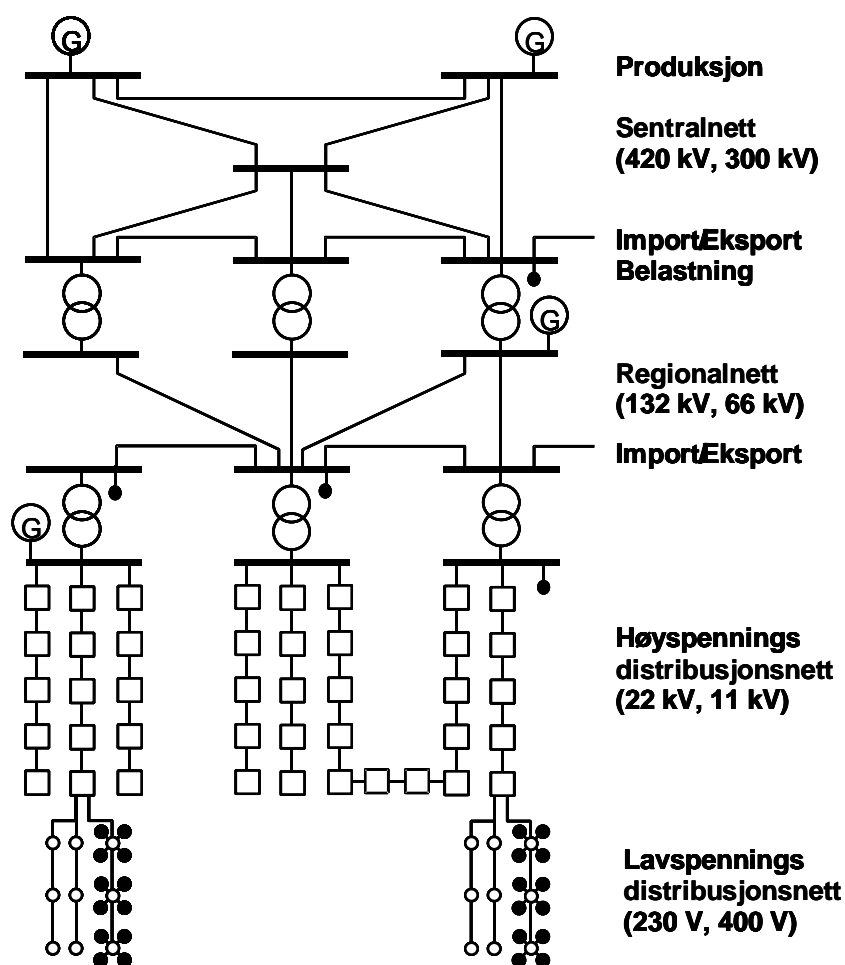 G
G
Produksjon
Sentralnett
(420 kV, 300 kV)
Import/Eksport
Belastning
G
Regionalnett
(132 kV, 66 kV)
Import/Eksport
G
Høyspennings
distribusjonsnett
(22 kV, 11 kV)
Lavspennings
distribusjonsnett
(230 V, 400 V)